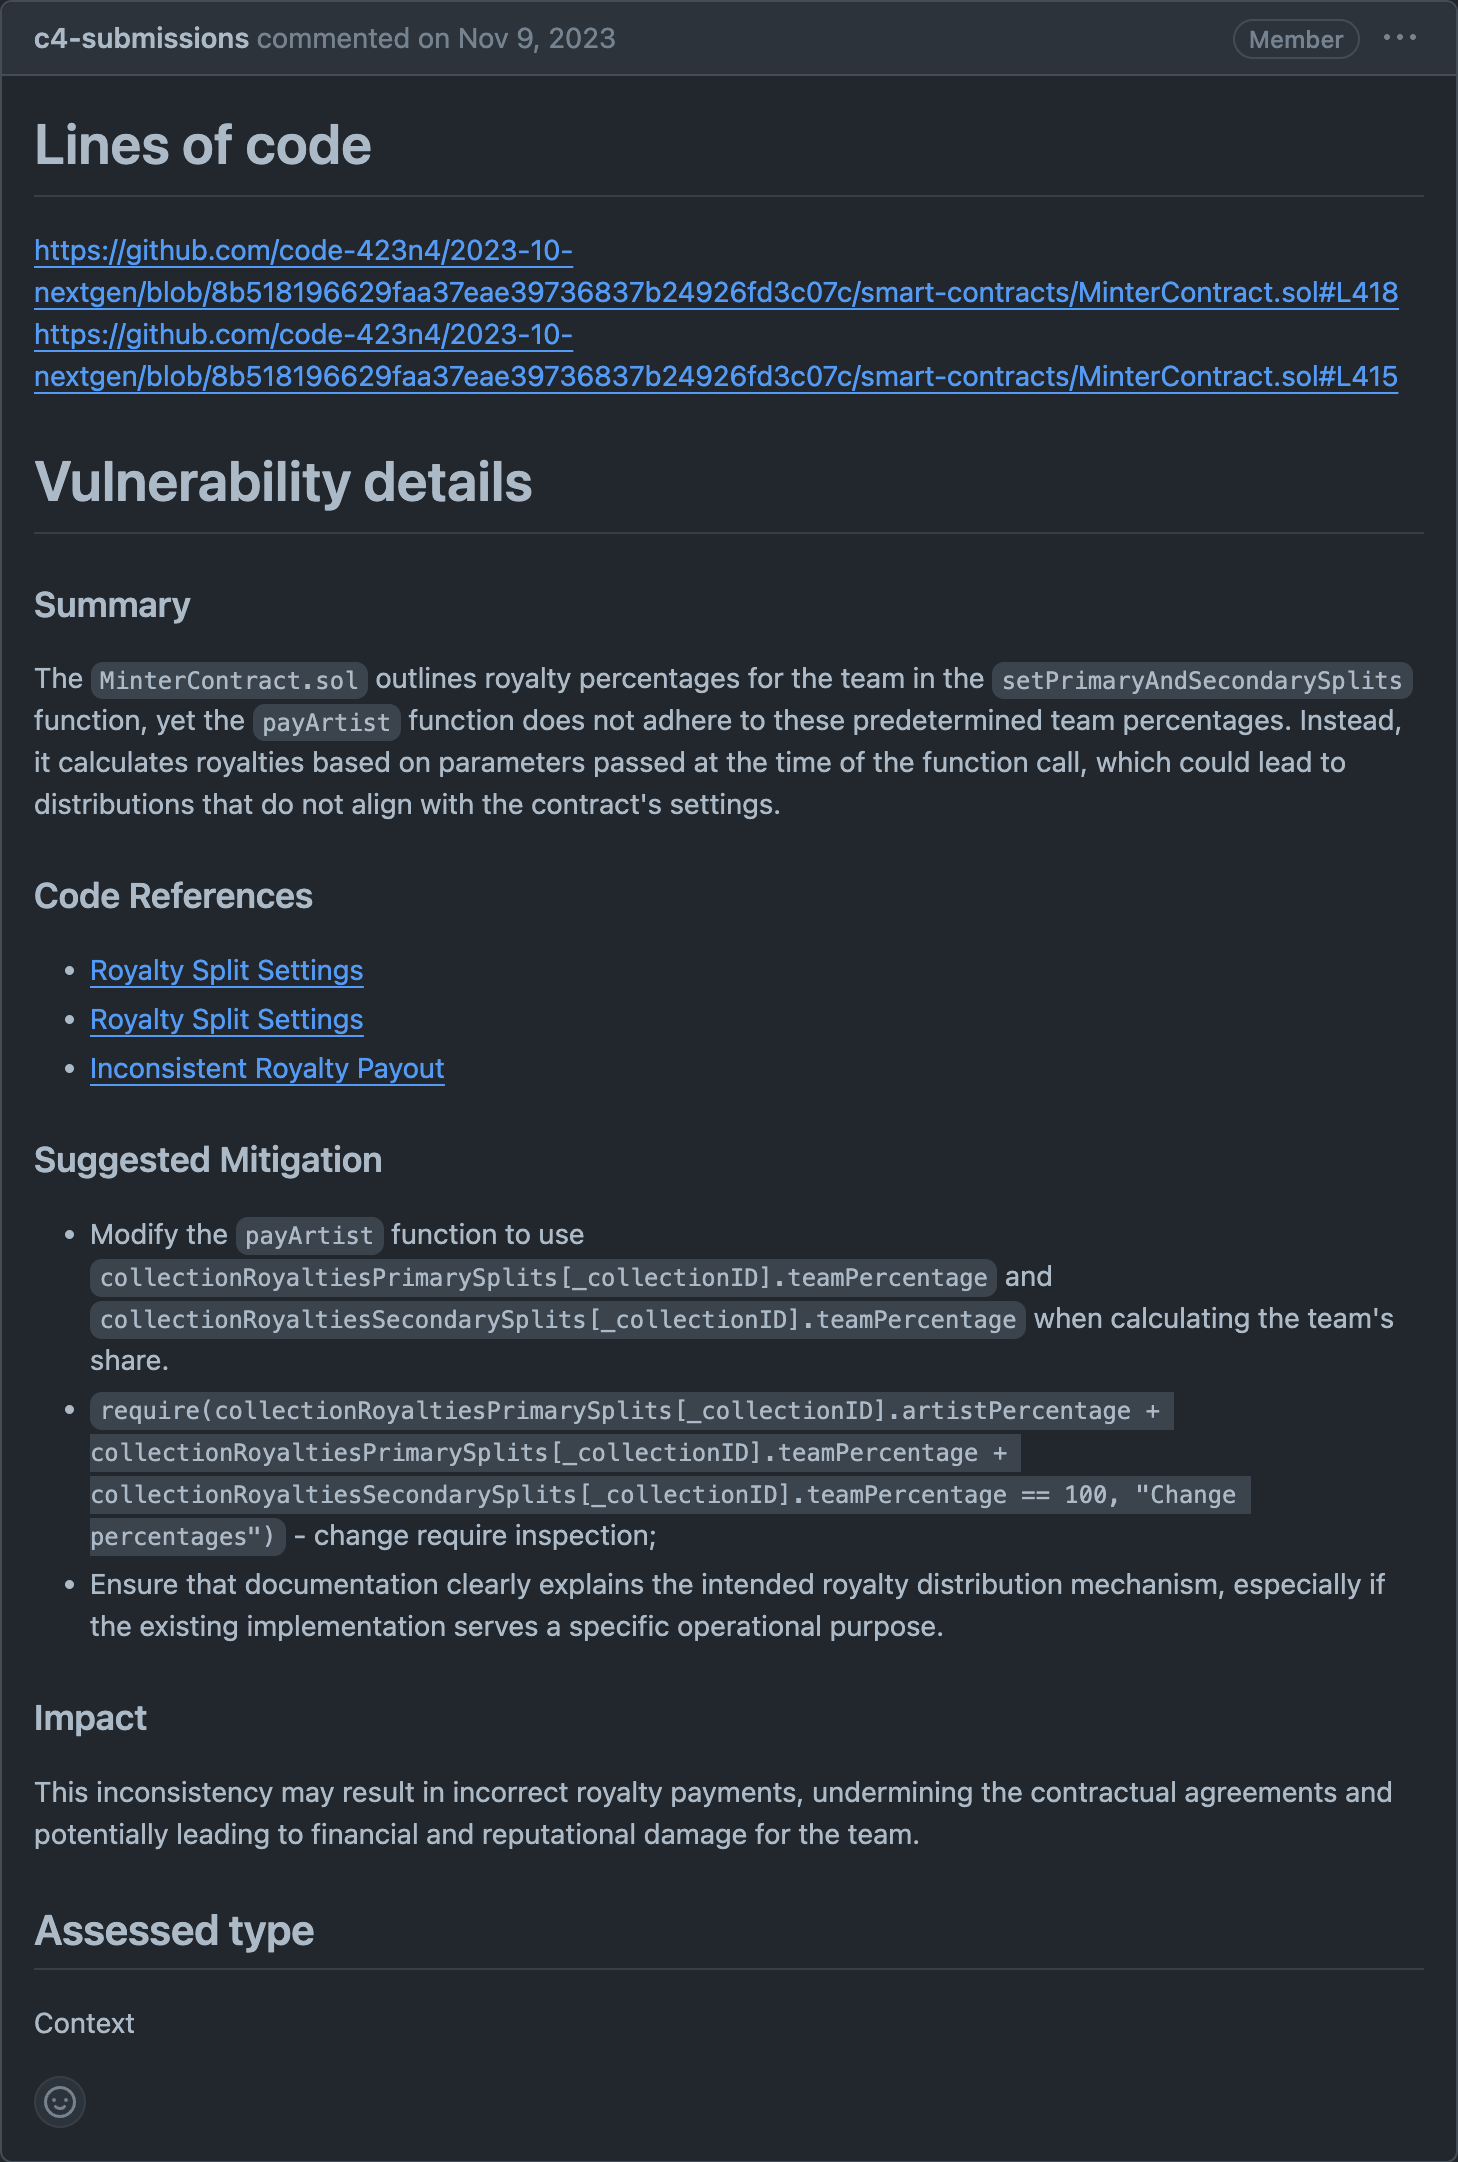 c4-submissions commented on Nov 9, 2023
Member
Lines of code
https://github.com/code-423n4/2023-10-
nextgen/blob/8b518196629faa37eae39736837b24926fd3c07c/smart-contracts/MinterContract.sol#L418
https://github.com/code-423n4/2023-10-
nextgen/blob/8b518196629faa37eae39736837b24926fd3c07c/smart-contracts/MinterContract.sol#L415
Vulnerability details
Summary
The MinterContract.sol outlines royalty percentages for the team in the setPrimaryAndSecondarySplits
function, yet the payArtist function does not adhere to these predetermined team percentages. Instead,
it calculates royalties based on parameters passed at the time of the function call, which could lead to
distributions that do not align with the contract's settings.
Code References
• Royalty Split Settings
• Royalty Split Settings
• Inconsistent Royalty Payout
Suggested Mitigation
• Modify the payArtist function to use
collectionRoyaltiesPrimarySplits[_collectionID].teamPercentage and
collectionRoyaltiesSecondarySplits[_collectionID].teamPercentage when calculating the team's
share.
• require(collectionRoyaltiesPrimarySplits[_collectionID].artistPercentage +
collectionRoyaltiesPrimarySplits[_collectionID].teamPercentage +
collectionRoyaltiesSecondarySplits[_collectionID].teamPercentage == 100, "Change
percentages") - change require inspection;
• Ensure that documentation clearly explains the intended royalty distribution mechanism, especially if
the existing implementation serves a specific operational purpose.
Impact
This inconsistency may result in incorrect royalty payments, undermining the contractual agreements and
potentially leading to financial and reputational damage for the team.
Assessed type
Context